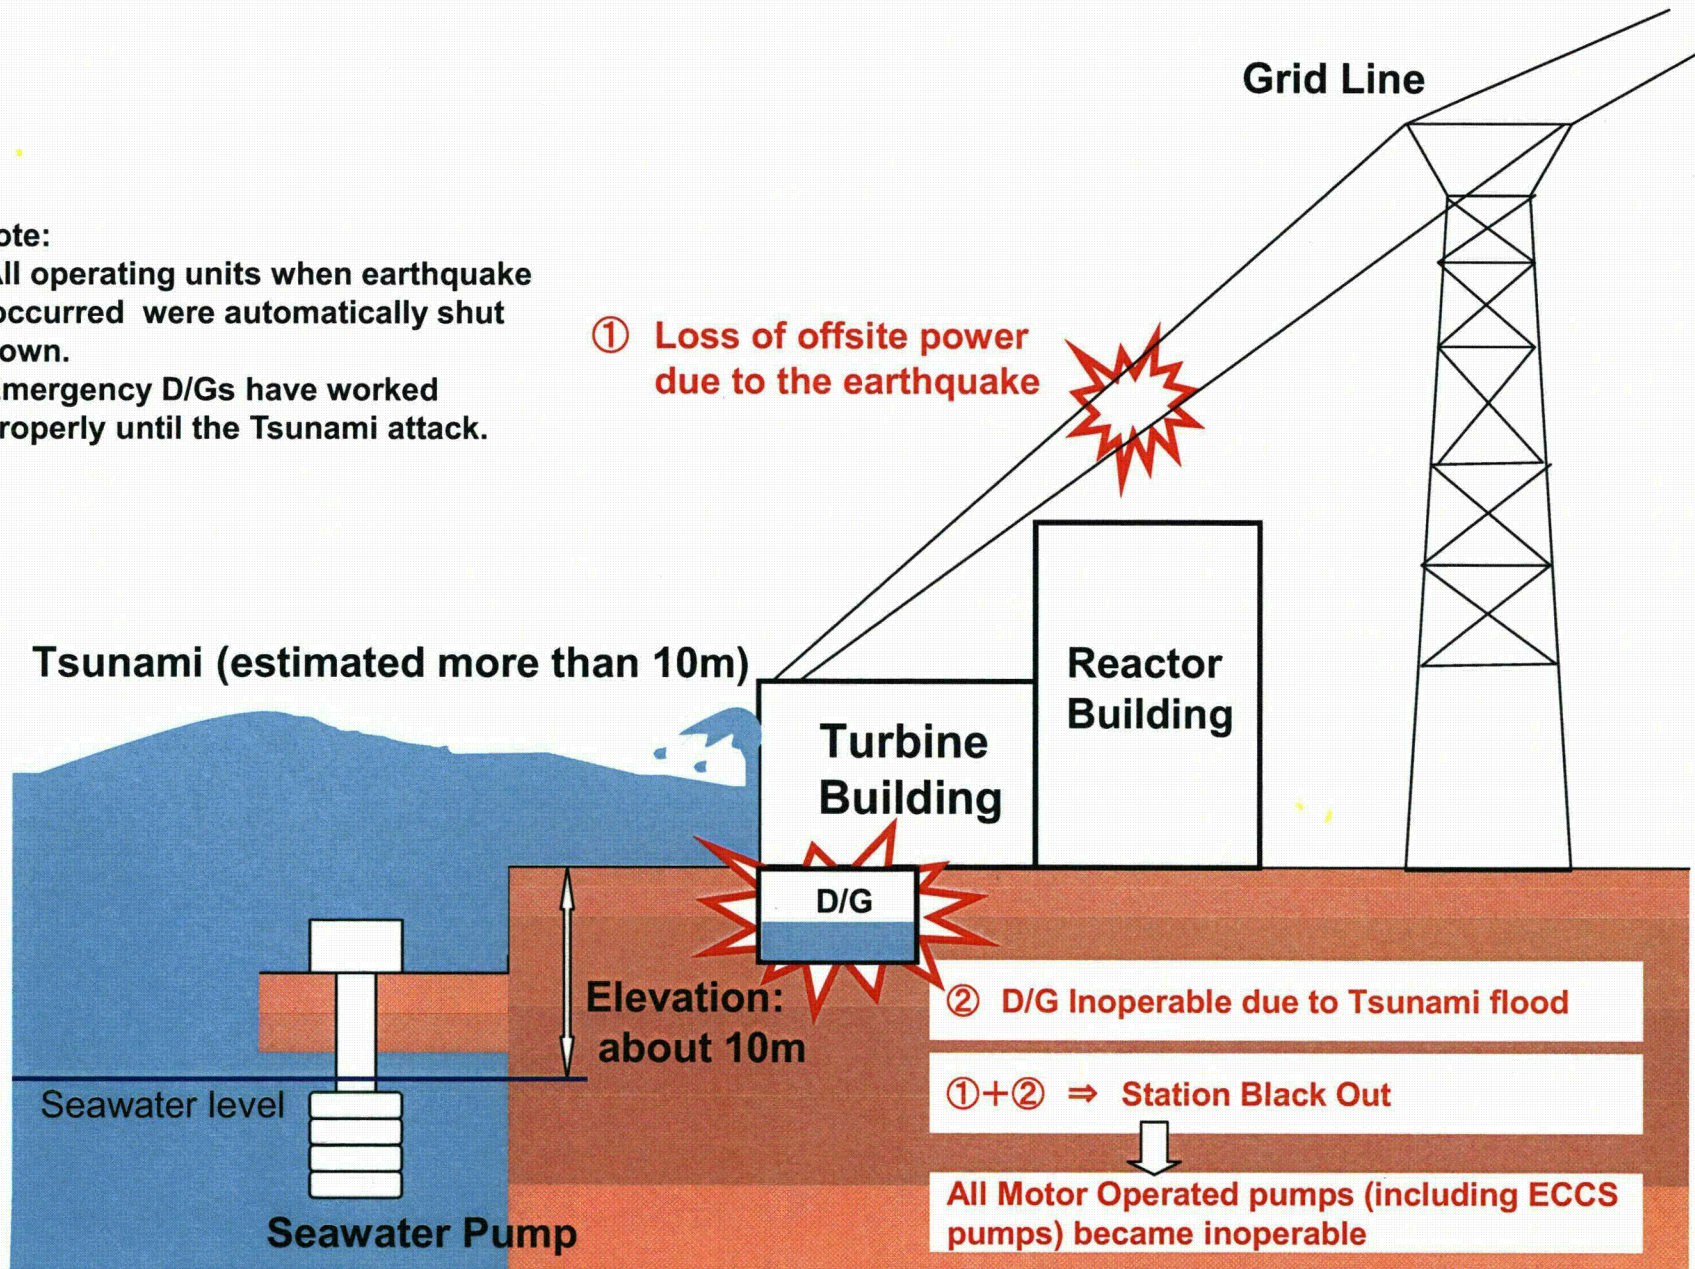 Grid Line
ote:
ll operating units when earthquake
occurred were automatically shut
own.
mergency D/Gs have worked
roperly until the Tsunami attack.
① Loss of offsite power
due to the earthquake
Tsunami (estimated more than 10m)
Reactor
Building
Turbine
Building
D/G
Elevation:
about 10m
② D/G Inoperable due to Tsunami flood
①+② ⇒ Station Black Out
Seawater level
All Motor Operated pumps (including ECCS
pumps) became inoperable
Seawater Pump